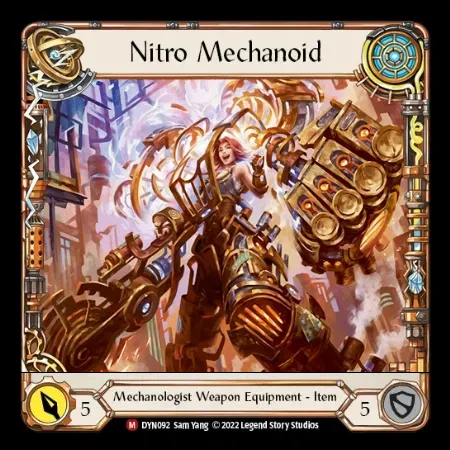 Nitro Mechanoid
5
Mechanologist Weapon Equipment - Item
5
M DYN092 Sam Yang © 2022 Legend Story Studios